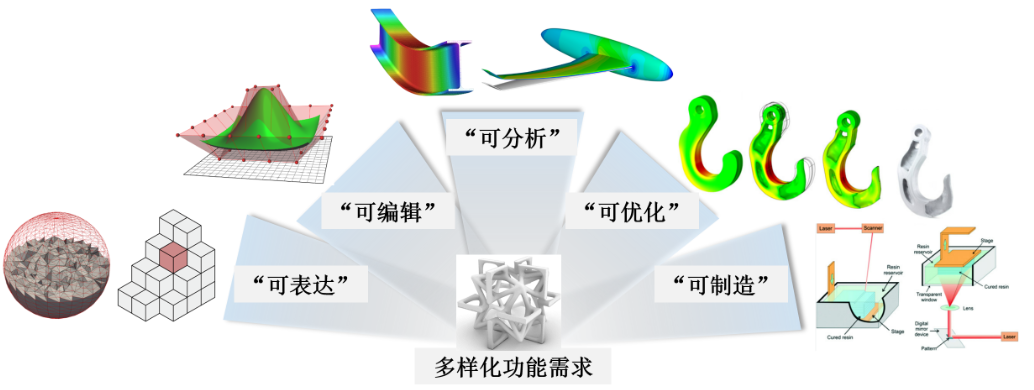 “可分析”
“可编辑”
“可优化”
“可表达”
“可制造”
多样化功能需求
Laser
Scanner
Resin
reservoir
Cured resin
Stage
Stage
Resin
reservoir
Cured resin
Transparent
window
Lens
Digital
mirror
device
Pattern
Laser